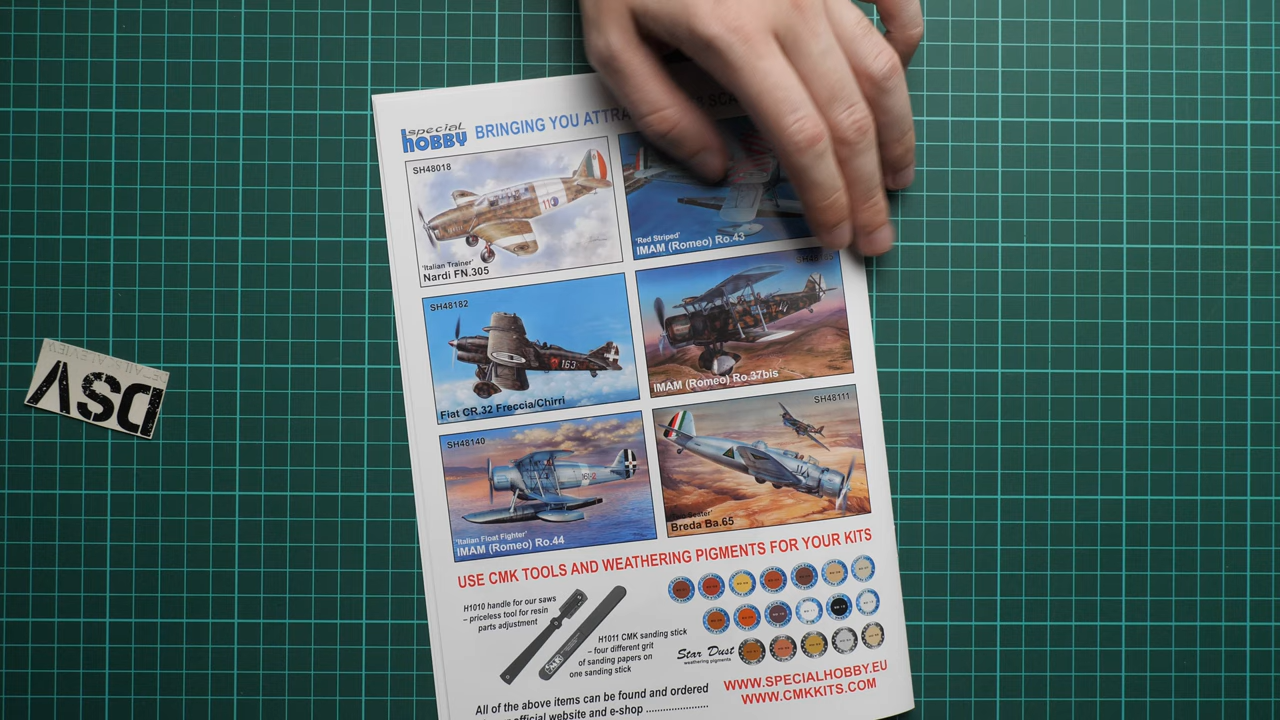 special
hobby
BRINGING YOU ATTRA
SH48018
'Italian Trainer'
Nardi FN.305
110
'Red Striped'
IMAM (Romeo) Ro.43
SH48182
163
Fiat CR.32 Freccia/Chirri
IMAM (Romeo) Ro.37bis
SH48140
'Italian Float Fighter'
IMAM (Romeo) Ro.44
SH48111
Breda Ba.65
USE CMK TOOLS AND WEATHERING PIGMENTS FOR YOUR KITS
H1010 handle for our saws
– priceless tool for resin
parts adjustment
H1011 CMK sanding stick
– four different grit
of sanding papers on
one sanding stick
Star Dust
weathering pigments
All of the above items can be found and ordered
official website and e-shop
WWW.SPECIALHOBBY.EU
WWW.CMKKITS.COM
DSV